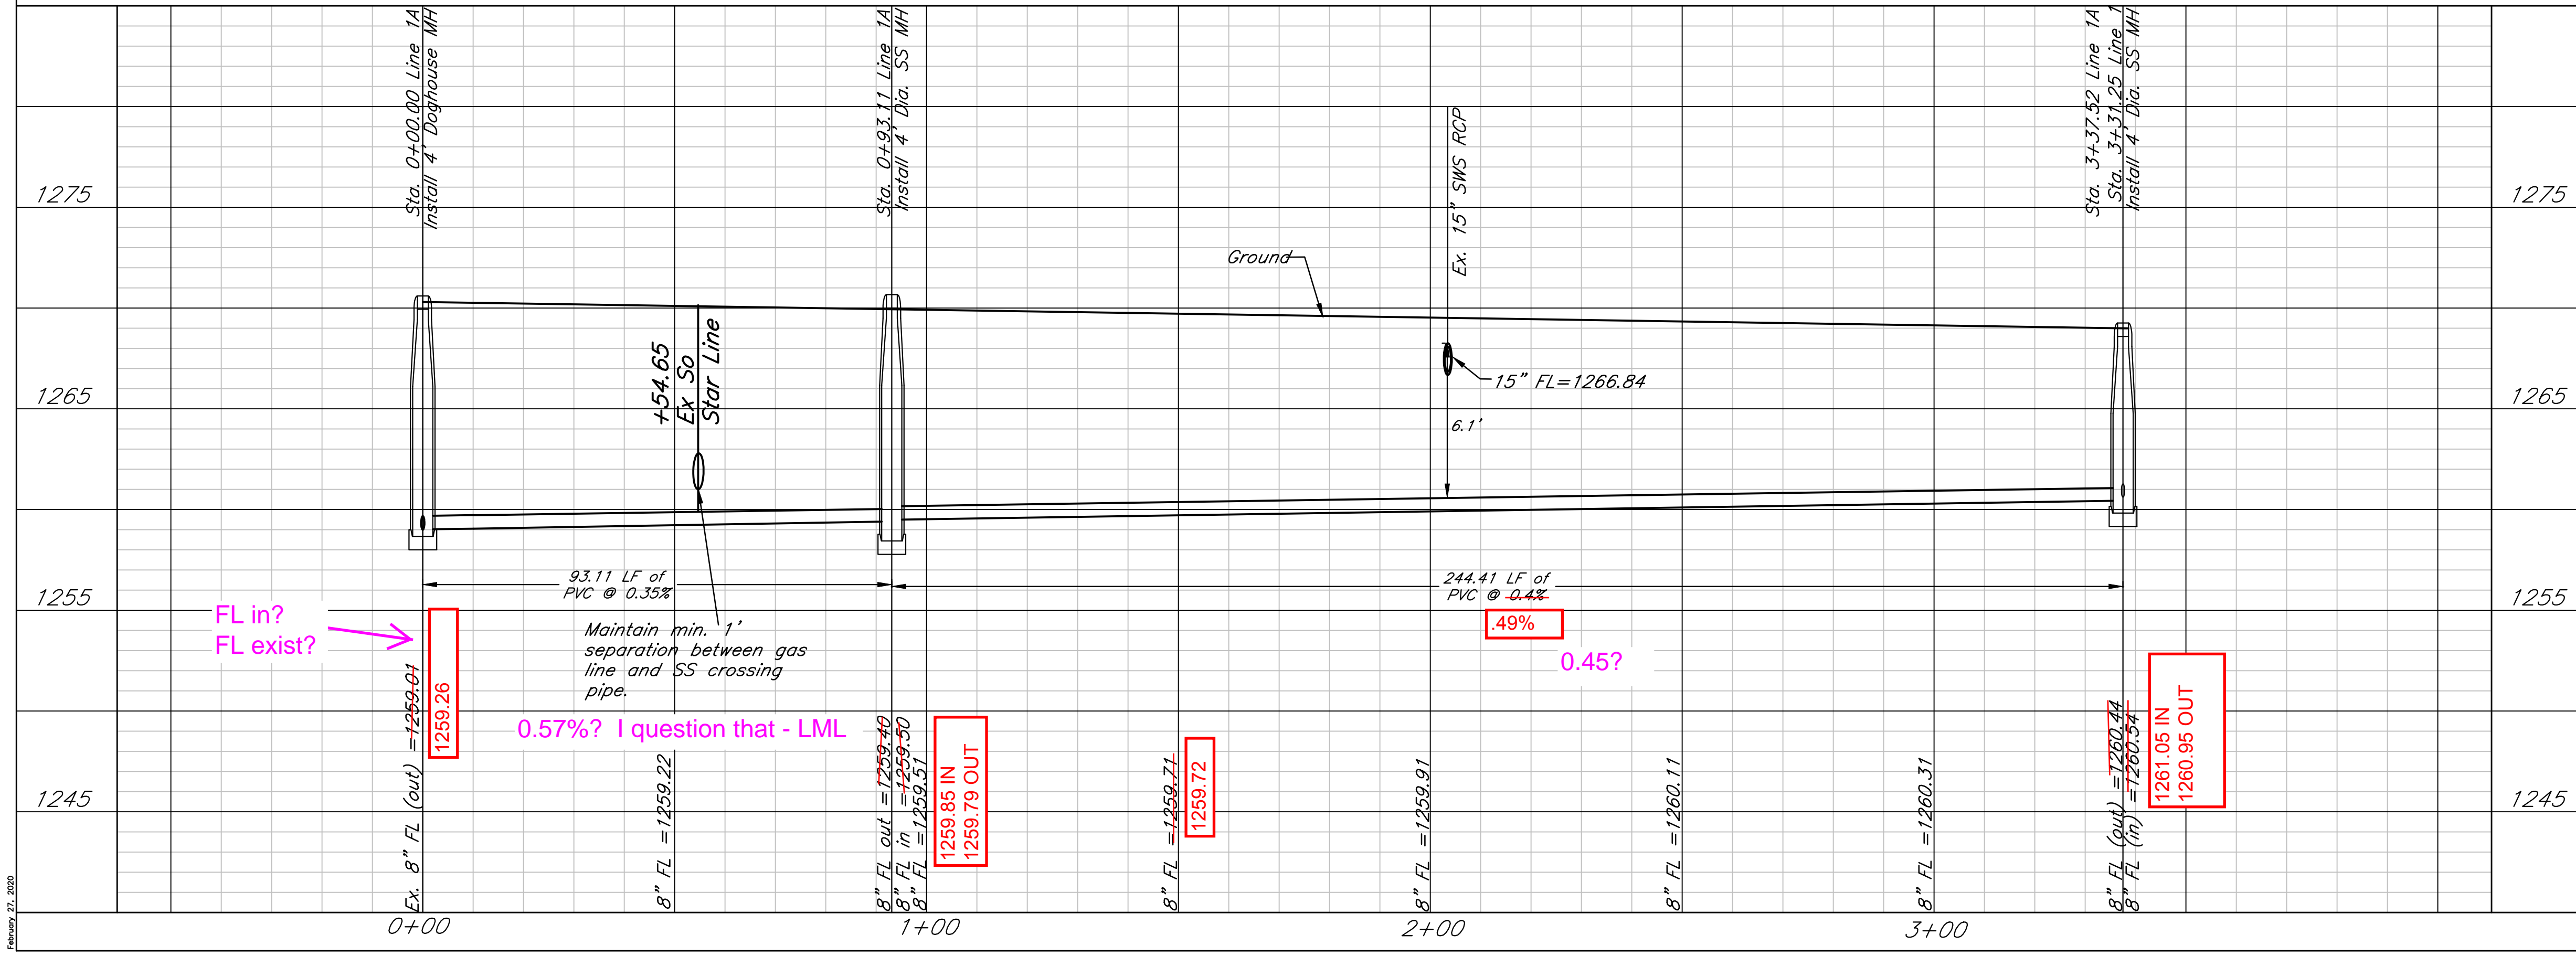 Sta. 0+00.00 Line 1A
Install 4' Doghouse MH
Sta. 0+93.11 Line 1A
Install 4' Dia. SS MH
Ex. 15" SWS RCP
Sta. 3+37.52 Line 1A
Sta. 3+31.25 Line 1
Install 4' Dia. SS MH
1275
1275
Ground
+54.65
Ex So
Star Line
15" FL=1266.84
1265
1265
6.1'
93.11 LF of
PVC @ 0.35%
244.41 LF of
PVC @ 0.4%
.49%
0.45?
1255
1255
FL in?
FL exist?
Maintain min. 1'
separation between gas
line and SS crossing
pipe.
0.57%? I question that - LML
Ex. 8" FL (out) =1259.01
1259.26
8" FL =1259.22
8" FL out =1259.40
8" FL in =1259.50
8" FL =1259.51
1259.85 IN
1259.79 OUT
8" FL =1259.71
1259.72
8" FL =1259.91
8" FL =1260.11
8" FL =1260.31
8" FL (out) =1260.44
8" FL (in) =1260.54
1261.05 IN
1260.95 OUT
1245
1245
0+00
1+00
2+00
3+00
February 27, 2020